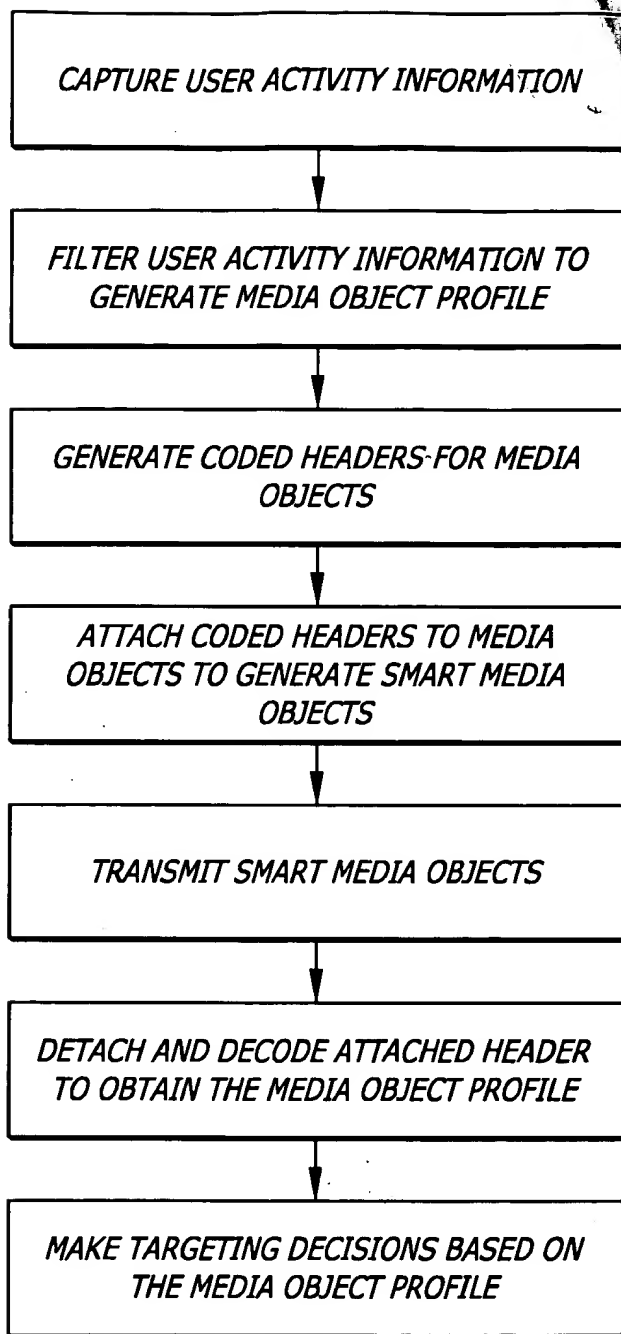 CAPTURE USER ACTIVITY INFORMATION
FILTER USER ACTIVITY INFORMATION TO
GENERATE MEDIA OBJECT PROFILE
GENERATE CODED HEADERS FOR MEDIA
OBJECTS
ATTACH CODED HEADERS TO MEDIA
OBJECTS TO GENERATE SMART MEDIA
OBJECTS
TRANSMIT SMART MEDIA OBJECTS
DETACH AND DECODE ATTACHED HEADER
TO OBTAIN THE MEDIA OBJECT PROFILE
MAKE TARGETING DECISIONS BASED ON
THE MEDIA OBJECT PROFILE